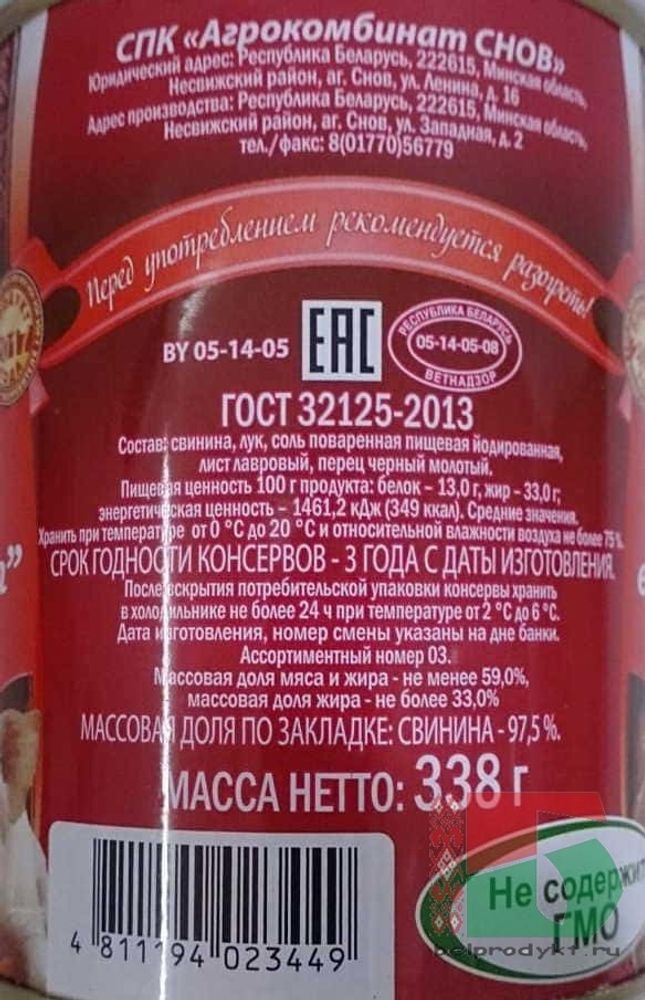 СПК «Агрокомбинат СНОВ»
Юридический адрес: Республика Беларусь, 222615, Минская область,
Несвижский район, аг. Снов, ул. Ленина, д. 16
Адрес производства: Республика Беларусь, 222615, Минская область,
Несвижский район, аг. Снов, ул. Западная, д. 2
тел./факс: 8(01770)56779
Перед употреблением рекомендуется разогреть!
BY 05-14-05
ЕАС
РЕСПУБЛИКА БЕЛАРУСЬ
05-14-05-08
ВЕТНАДЗОР
ГОСТ 32125-2013
Состав: свинина, лук, соль поваренная пищевая йодированная,
лист лавровый, перец черный молотый.
Пищевая ценность 100 г продукта: белок – 13,0 г, жир – 33,0 г,
энергетическая ценность – 1461,2 кДж (349 ккал). Средние значения.
Хранить при температуре от 0 °С до 20 °С и относительной влажности воздуха не более 75 %.
СРОК ГОДНОСТИ КОНСЕРВОВ - 3 ГОДА С ДАТЫ ИЗГОТОВЛЕНИЯ.
После вскрытия потребительской упаковки консервы хранить
в холодильнике не более 24 ч при температуре от 2 °С до 6 °С.
Дата изготовления, номер смены указаны на дне банки.
Ассортиментный номер 03.
Массовая доля мяса и жира - не менее 59,0%,
массовая доля жира - не более 33,0%
МАССОВАЯ ДОЛЯ ПО ЗАКЛАДКЕ: СВИНИНА - 97,5 %.
МАССА НЕТТО: 338 г
Не содержит
ГМО
4 811194 023449
belprodykt.ru